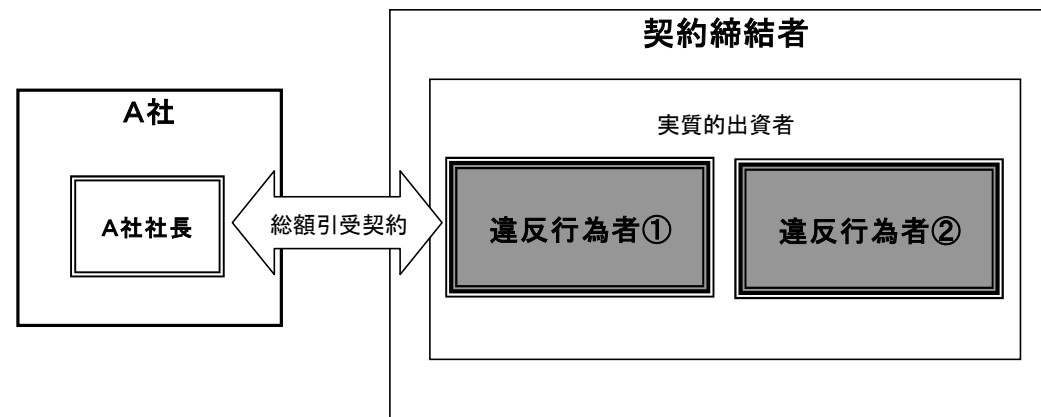 契約締結者
A社
実質的出資者
A社社長
総額引受契約
違反行為者①
違反行為者②